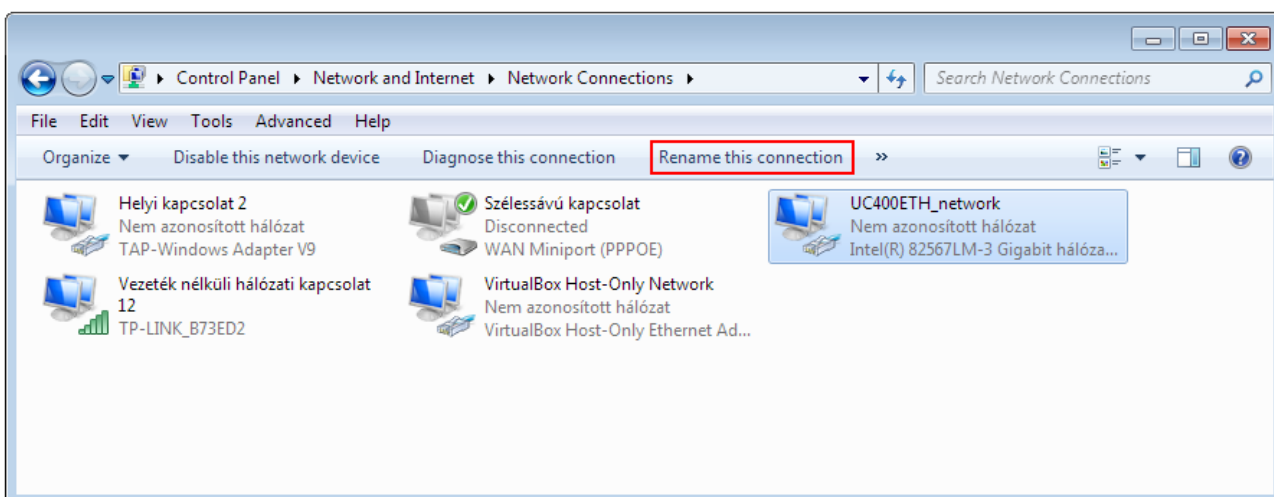 Control Panel ▸ Network and Internet ▸ Network Connections ▸
Search Network Connections
File Edit View Tools Advanced Help
Organize Disable this network device Diagnose this connection Rename this connection »
Helyi kapcsolat 2
Nem azonosított hálózat
TAP-Windows Adapter V9
Szélessávú kapcsolat
Disconnected
WAN Miniport (PPPOE)
UC400ETH_network
Nem azonosított hálózat
Intel(R) 82567LM-3 Gigabit hálóza...
Vezeték nélküli hálózati kapcsolat
12
TP-LINK_B73ED2
VirtualBox Host-Only Network
Nem azonosított hálózat
VirtualBox Host-Only Ethernet Ad...